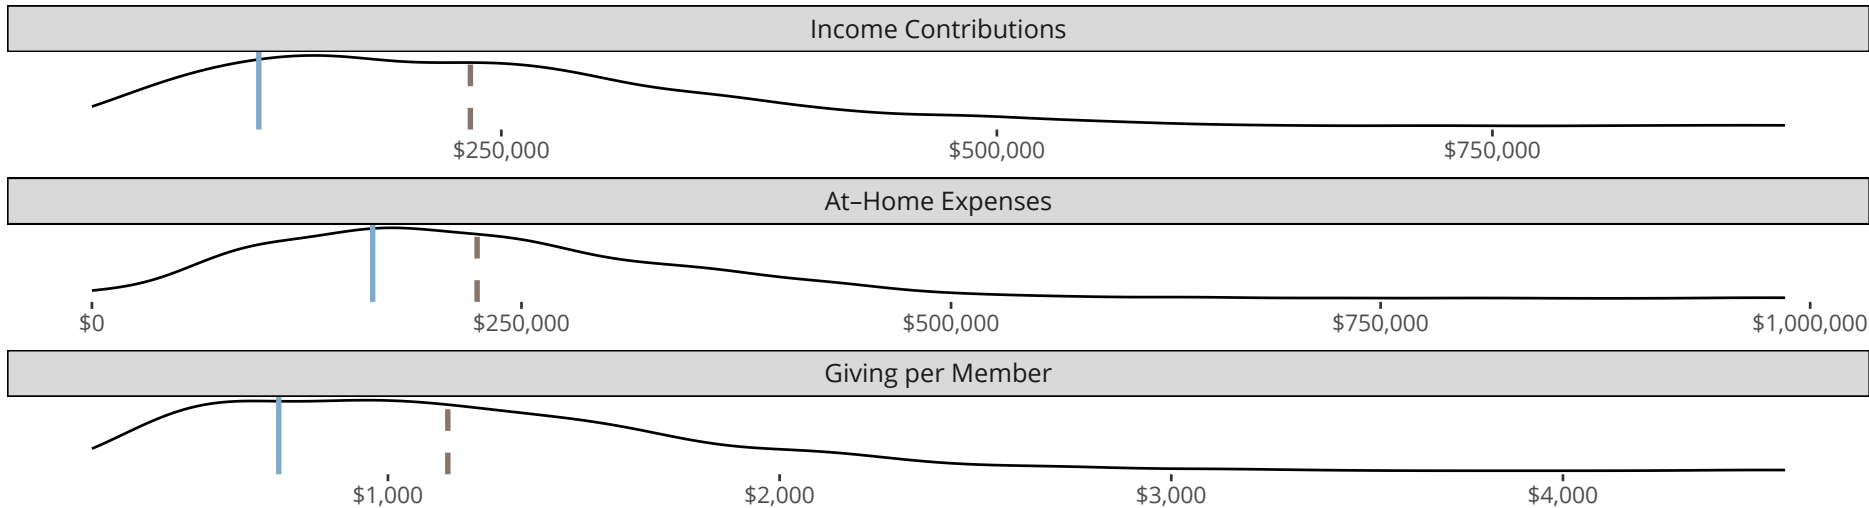 Income Contributions
$250,000 $500,000 $750,000
At–Home Expenses
$0 $250,000 $500,000 $750,000 $1,000,000
Giving per Member
$1,000 $2,000 $3,000 $4,000